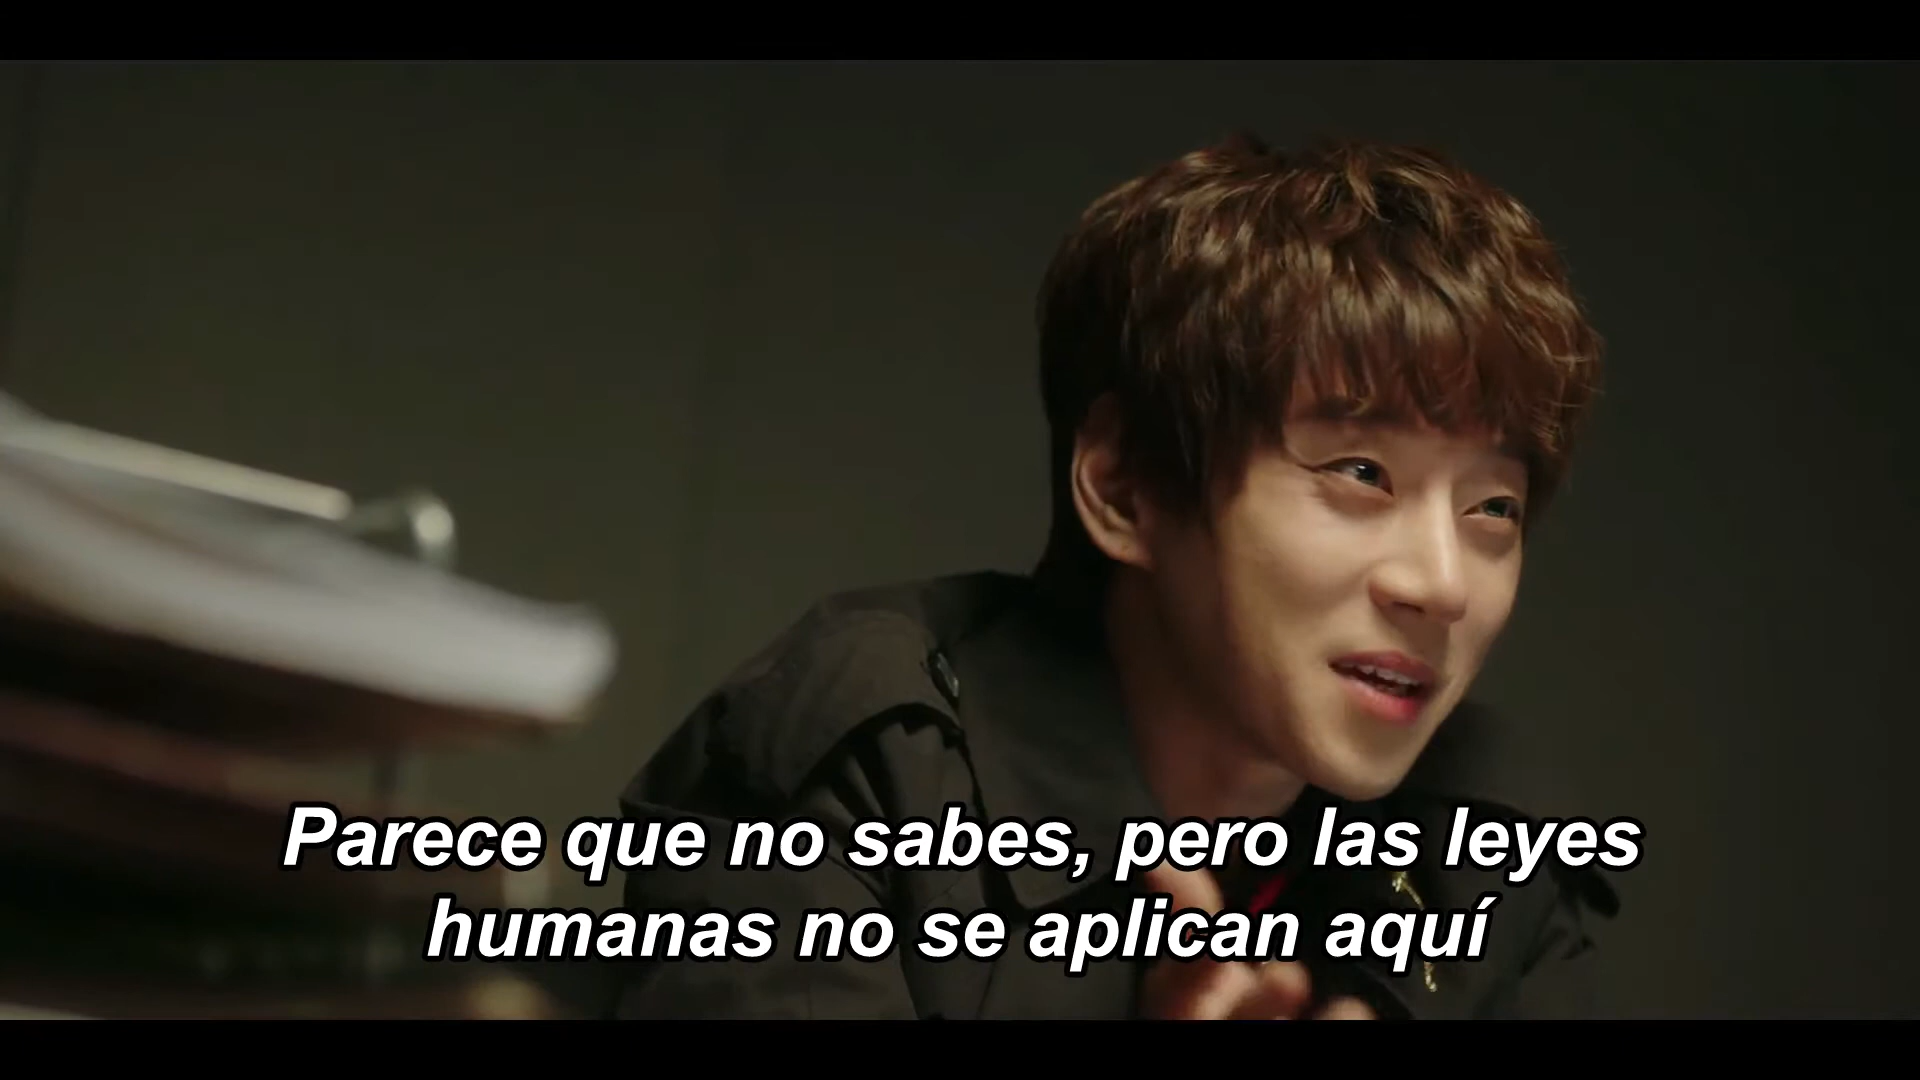 Parece que no sabes, pero las leyes
humanas no se aplican aquí